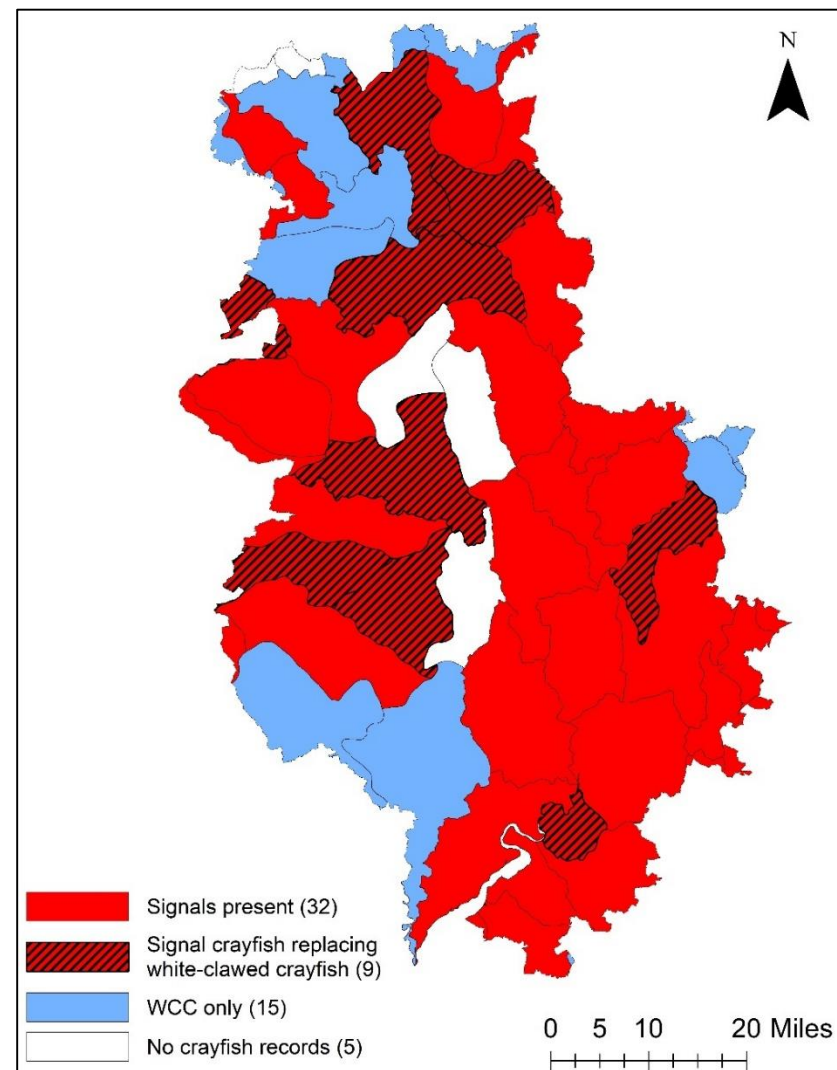 N
Signals present (32)
Signal crayfish replacing
white-clawed crayfish (9)
WCC only (15)
No crayfish records (5)
0 5 10 20 Miles